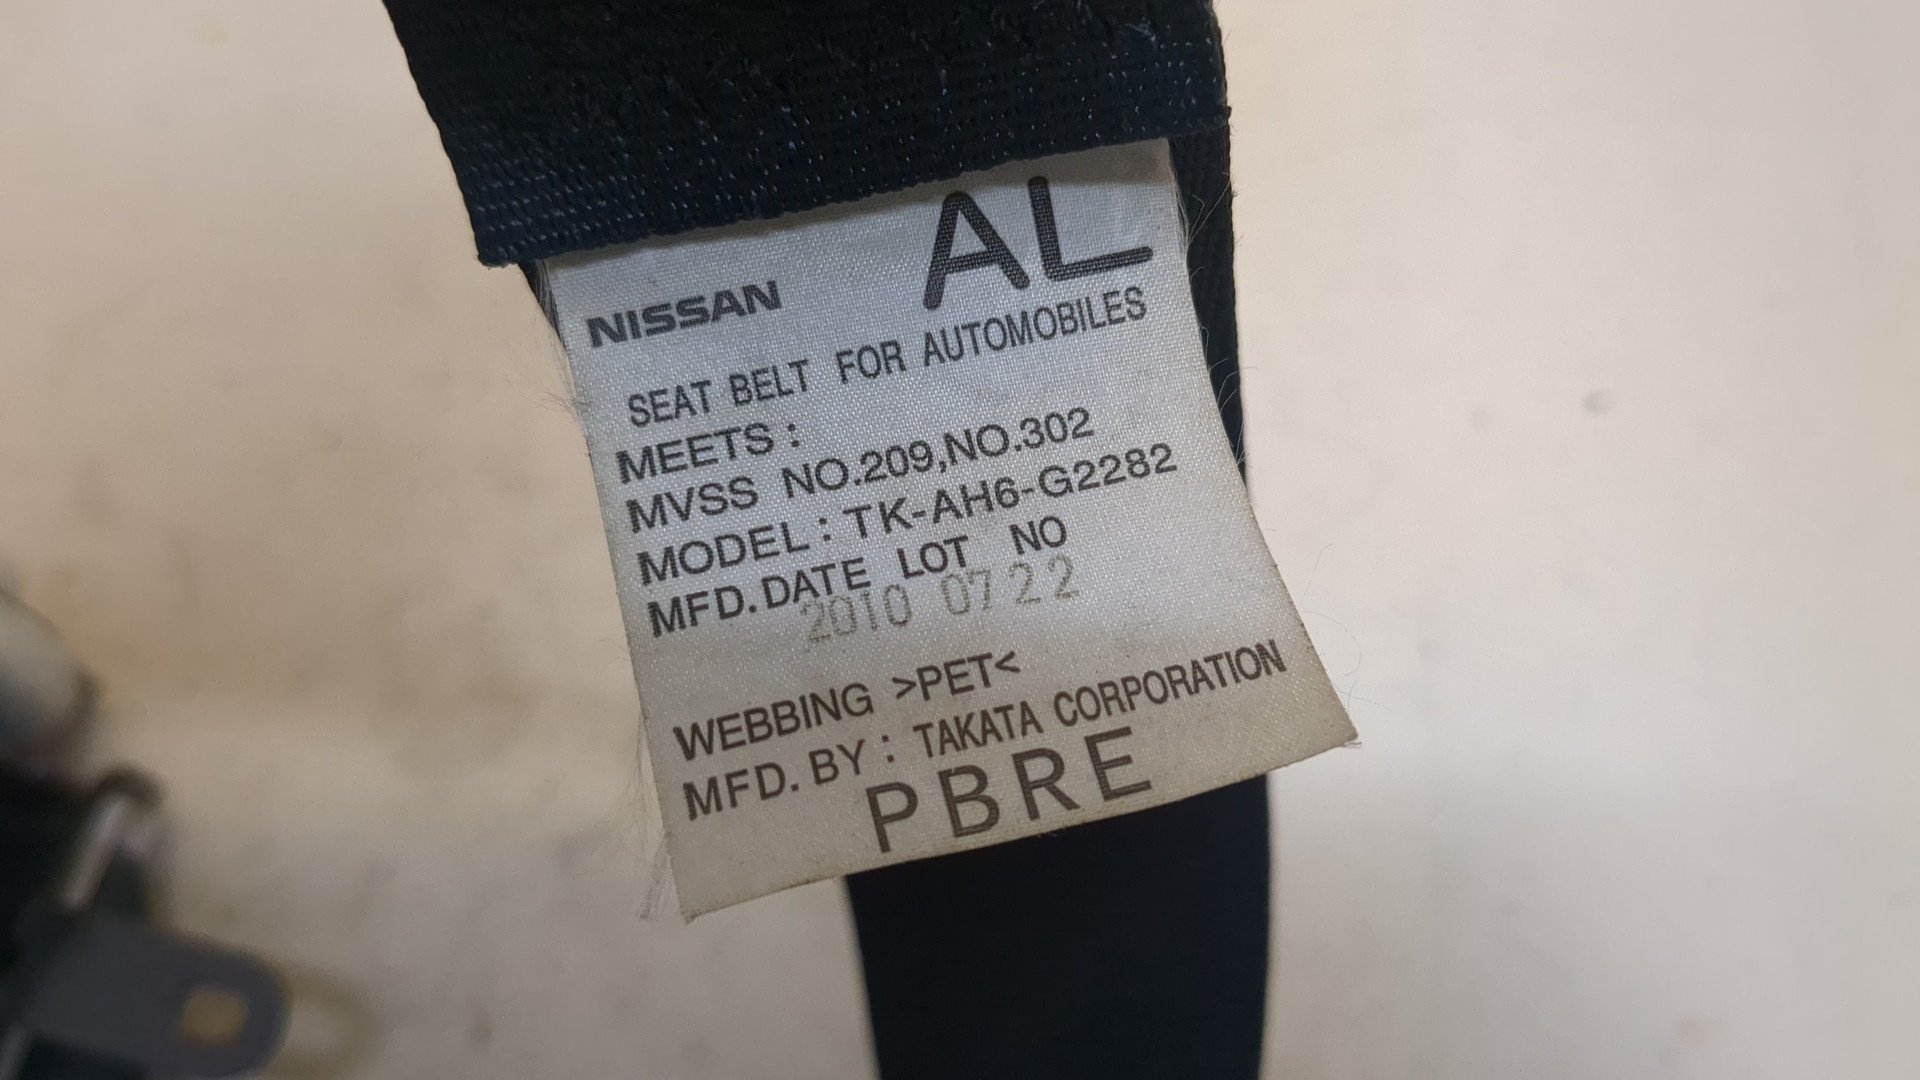 AL
NISSAN
SEAT BELT FOR AUTOMOBILES
MEETS :
MVSS NO.209,NO.302
MODEL : TK-AH6-G2282
MFD. DATE LOT NO
2010 07 22
WEBBING >PET<
MFD. BY : TAKATA CORPORATION
PBRE